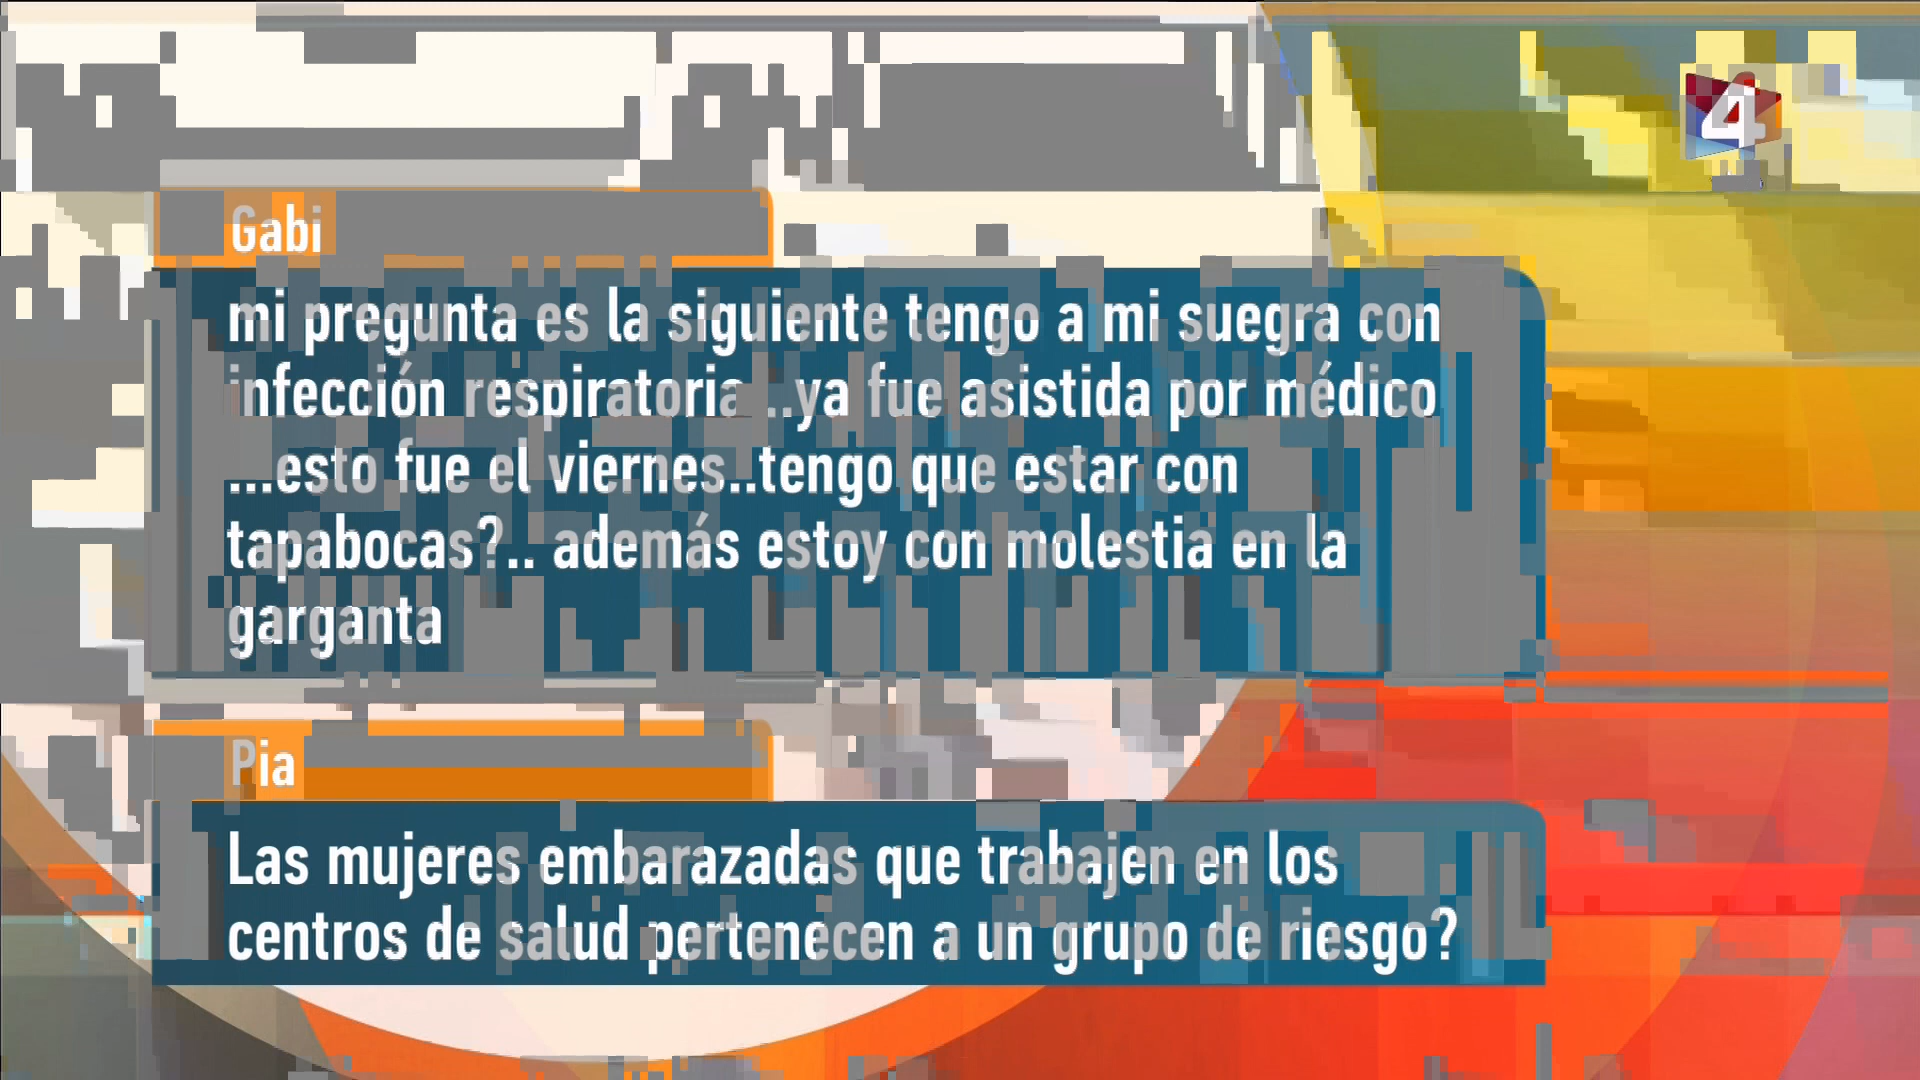 4
Gabi
mi pregunta es la siguiente tengo a mi suegra con
infección respiratoria ..ya fue asistida por médico
...esto fue el viernes..tengo que estar con
tapabocas?.. además estoy con molestia en la
garganta
Pia
Las mujeres embarazadas que trabajen en los
centros de salud pertenecen a un grupo de riesgo?